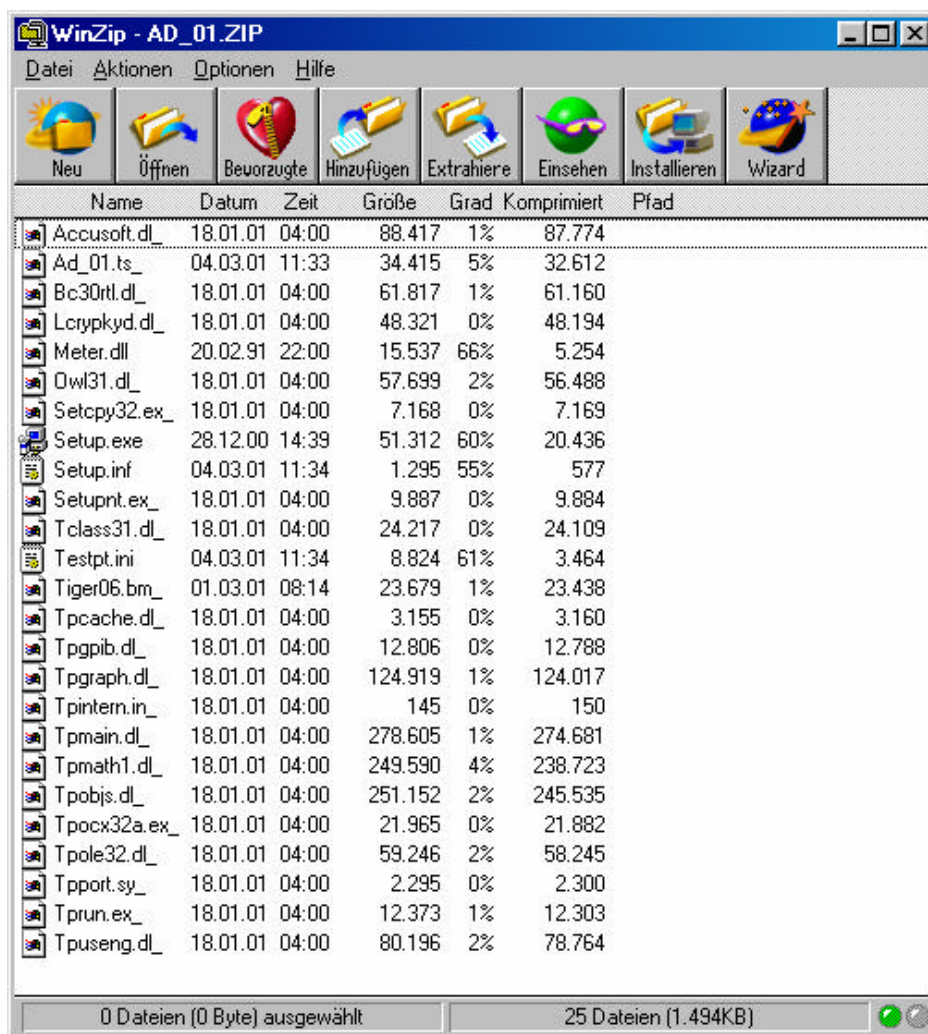 WinZip - AD_01.ZIP
Datei Aktionen Optionen Hilfe
Neu Öffnen Bevorzugte Hinzufügen Extrahiere Einsehen Installieren Wizard
Name Datum Zeit Größe Grad Komprimiert Pfad
Accusoft.dl_ 18.01.01 04:00 88.417 1% 87.774
Ad_01.ts_ 04.03.01 11:33 34.415 5% 32.612
Bc30rtl.dl_ 18.01.01 04:00 61.817 1% 61.160
Lcrypkyd.dl_ 18.01.01 04:00 48.321 0% 48.194
Meter.dll 20.02.91 22:00 15.537 66% 5.254
Owl31.dl_ 18.01.01 04:00 57.699 2% 56.488
Setcpy32.ex_ 18.01.01 04:00 7.168 0% 7.169
Setup.exe 28.12.00 14:39 51.312 60% 20.436
Setup.inf 04.03.01 11:34 1.295 55% 577
Setupnt.ex_ 18.01.01 04:00 9.887 0% 9.884
Tclass31.dl_ 18.01.01 04:00 24.217 0% 24.109
Testpt.ini 04.03.01 11:34 8.824 61% 3.464
Tiger06.bm_ 01.03.01 08:14 23.679 1% 23.438
Tpcache.dl_ 18.01.01 04:00 3.155 0% 3.160
Tpgpib.dl_ 18.01.01 04:00 12.806 0% 12.788
Tpgraph.dl_ 18.01.01 04:00 124.919 1% 124.017
Tpintern.in_ 18.01.01 04:00 145 0% 150
Tpmain.dl_ 18.01.01 04:00 278.605 1% 274.681
Tpmath1.dl_ 18.01.01 04:00 249.590 4% 238.723
Tpobjs.dl_ 18.01.01 04:00 251.152 2% 245.535
Tpocx32a.ex_ 18.01.01 04:00 21.965 0% 21.882
Tpole32.dl_ 18.01.01 04:00 59.246 2% 58.245
Tpport.sy_ 18.01.01 04:00 2.295 0% 2.300
Tprun.ex_ 18.01.01 04:00 12.373 1% 12.303
Tpuseng.dl_ 18.01.01 04:00 80.196 2% 78.764
0 Dateien (0 Byte) ausgewählt 25 Dateien (1.494KB)